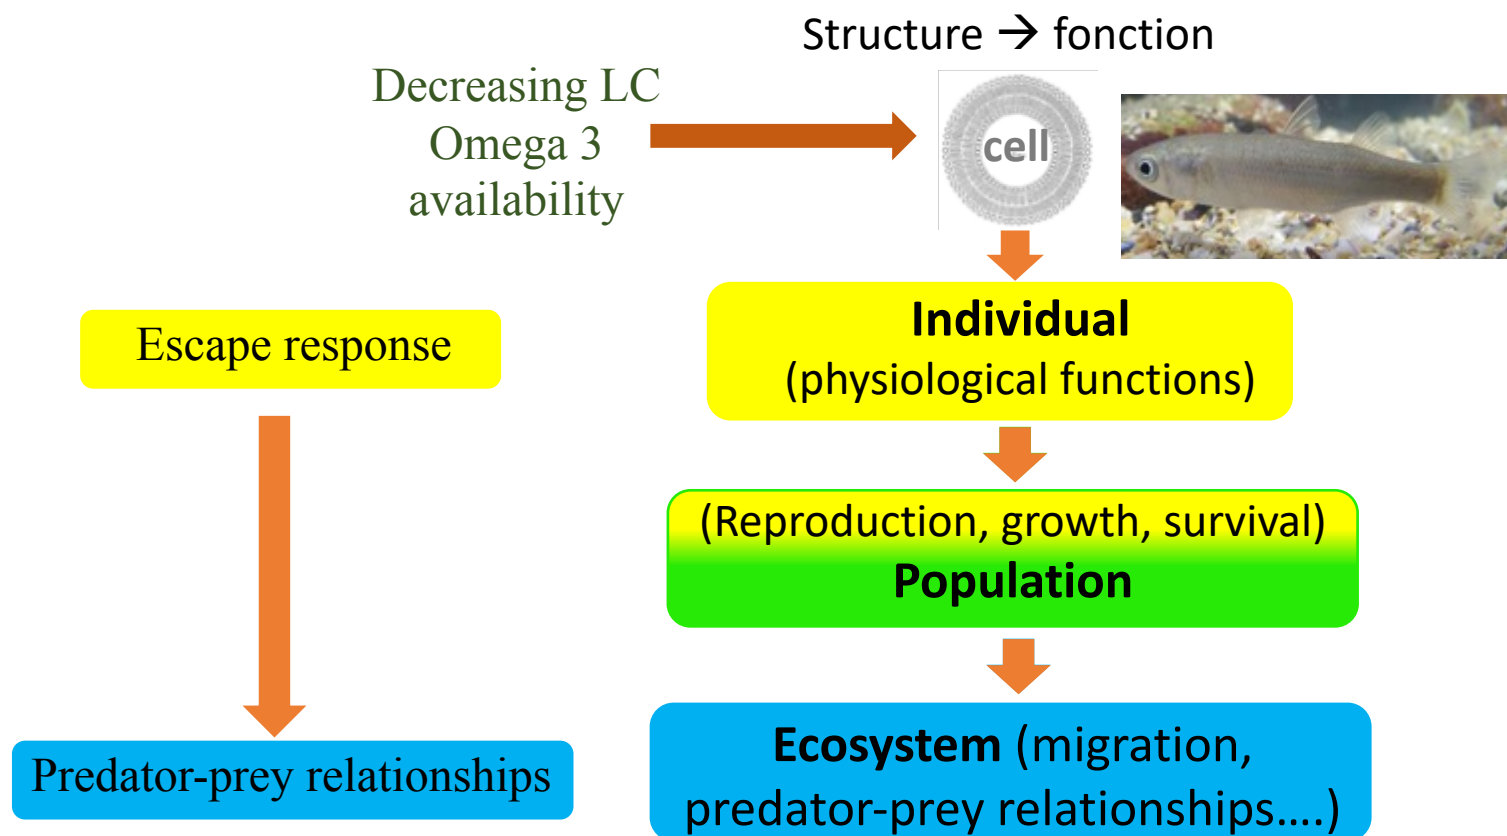 Structure → fonction
Decreasing LC
Omega 3
availability
cell
Individual
(physiological functions)
Escape response
(Reproduction, growth, survival)
Population
Ecosystem (migration,
predator-prey relationships....)
Predator-prey relationships